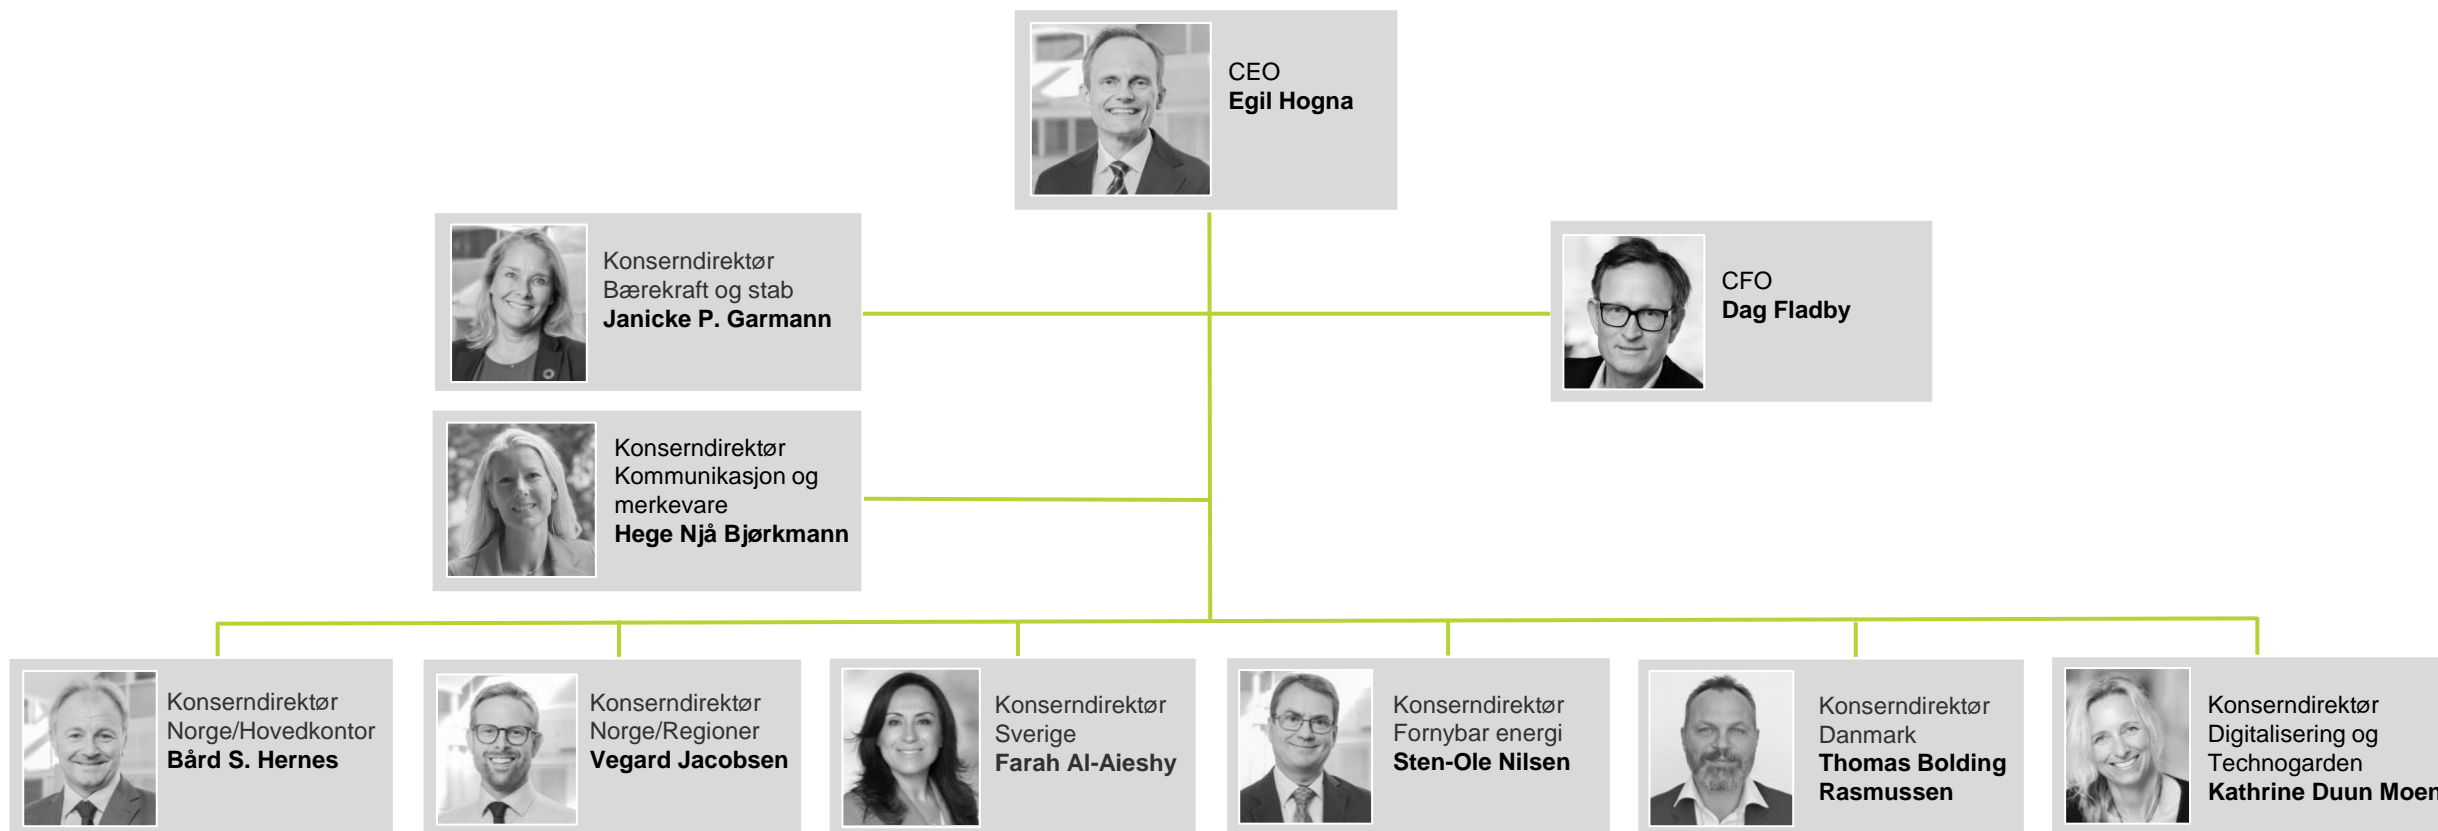 CEO
Egil Hogna
Konserndirektør
Bærekraft og stab
Janicke P. Garmann
CFO
Dag Fladby
Konserndirektør
Kommunikasjon og
merkevare
Hege Njå Bjørkmann
Konserndirektør
Norge/Hovedkontor
Bård S. Hernes
Konserndirektør
Norge/Regioner
Vegard Jacobsen
Konserndirektør
Sverige
Farah Al-Aieshy
Konserndirektør
Fornybar energi
Sten-Ole Nilsen
Konserndirektør
Danmark
Thomas Bolding
Rasmussen
Konserndirektør
Digitalisering og
Technogarden
Kathrine Duun Moen